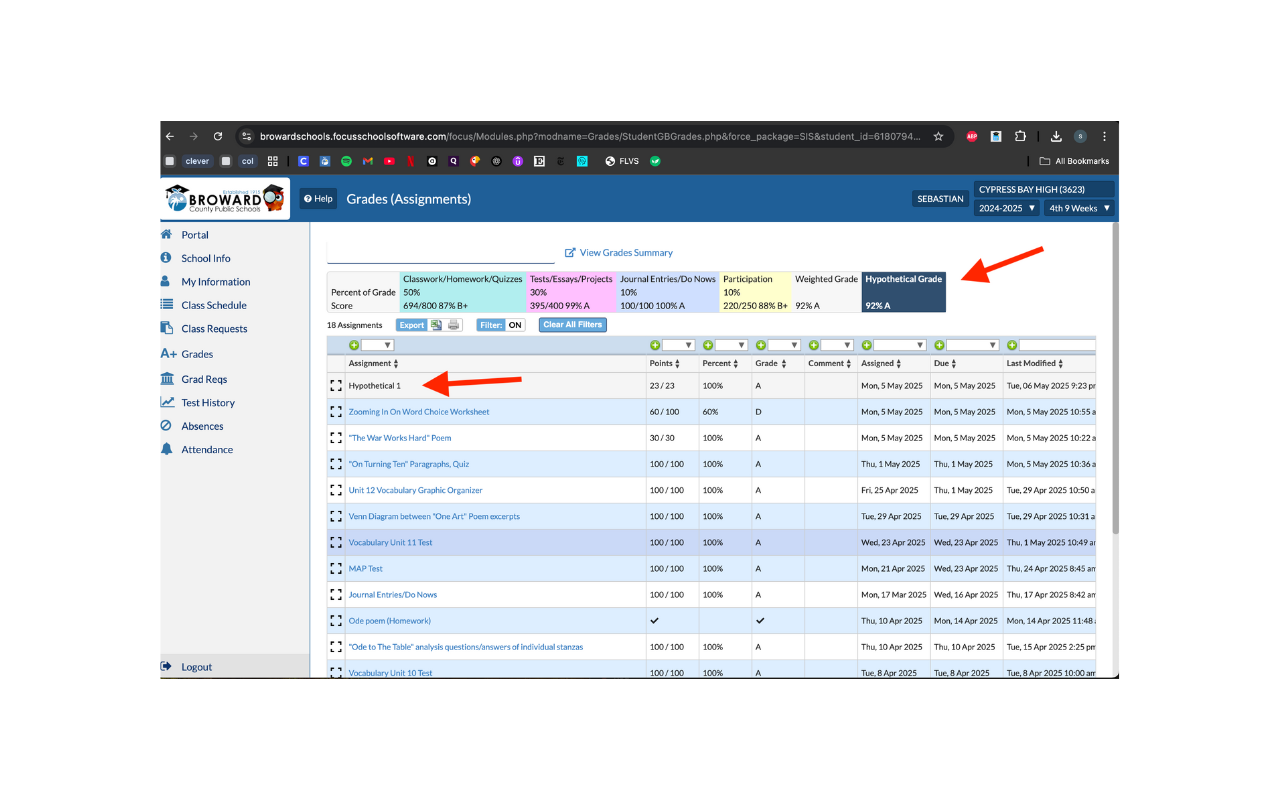 browardschools.focusschoolsoftware.com/focus/Modules.php?modname=Grades/StudentGBGrades.php&force_package=SIS&student_id=6180794...
ABP
S
clever col FLVS All Bookmarks
Established 1915
BROWARD
County Public Schools
Help
Grades (Assignments)
SEBASTIAN
CYPRESS BAY HIGH (3623)
2024-2025 4th 9 Weeks
Portal
School Info
My Information
Class Schedule
Class Requests
A+ Grades
Grad Reqs
Test History
Absences
Attendance
Logout
View Grades Summary
Classwork/Homework/Quizzes Tests/Essays/Projects Journal Entries/Do Nows Participation Weighted Grade Hypothetical Grade
Percent of Grade 50% 30% 10% 10%
Score 694/800 87% B+ 395/400 99% A 100/100 100% A 220/250 88% B+ 92% A 92% A
18 Assignments Export Filter: ON Clear All Filters
Assignment Points Percent Grade Comment Assigned Due Last Modified
Hypothetical 1 23 / 23 100% A Mon, 5 May 2025 Mon, 5 May 2025 Tue, 06 May 2025 9:23 pm
Zooming In On Word Choice Worksheet 60 / 100 60% D Mon, 5 May 2025 Mon, 5 May 2025 Mon, 5 May 2025 10:55 a
"The War Works Hard" Poem 30 / 30 100% A Mon, 5 May 2025 Mon, 5 May 2025 Mon, 5 May 2025 10:22 a
"On Turning Ten" Paragraphs, Quiz 100 / 100 100% A Thu, 1 May 2025 Thu, 1 May 2025 Mon, 5 May 2025 10:36 a
Unit 12 Vocabulary Graphic Organizer 100 / 100 100% A Fri, 25 Apr 2025 Thu, 1 May 2025 Tue, 29 Apr 2025 10:50 a
Venn Diagram between "One Art" Poem excerpts 100 / 100 100% A Tue, 29 Apr 2025 Tue, 29 Apr 2025 Tue, 29 Apr 2025 10:31 a
Vocabulary Unit 11 Test 100 / 100 100% A Wed, 23 Apr 2025 Wed, 23 Apr 2025 Thu, 1 May 2025 10:49 am
MAP Test 100 / 100 100% A Mon, 21 Apr 2025 Wed, 23 Apr 2025 Thu, 24 Apr 2025 8:45 am
Journal Entries/Do Nows 100 / 100 100% A Mon, 17 Mar 2025 Wed, 16 Apr 2025 Thu, 17 Apr 2025 8:42 am
Ode poem (Homework) Thu, 10 Apr 2025 Mon, 14 Apr 2025 Mon, 14 Apr 2025 11:48
"Ode to The Table" analysis questions/answers of individual stanzas 100 / 100 100% A Thu, 10 Apr 2025 Thu, 10 Apr 2025 Tue, 15 Apr 2025 2:25 pm
Vocabulary Unit 10 Test 100 / 100 100% A Tue, 8 Apr 2025 Tue, 8 Apr 2025 Tue, 8 Apr 2025 10:00 am